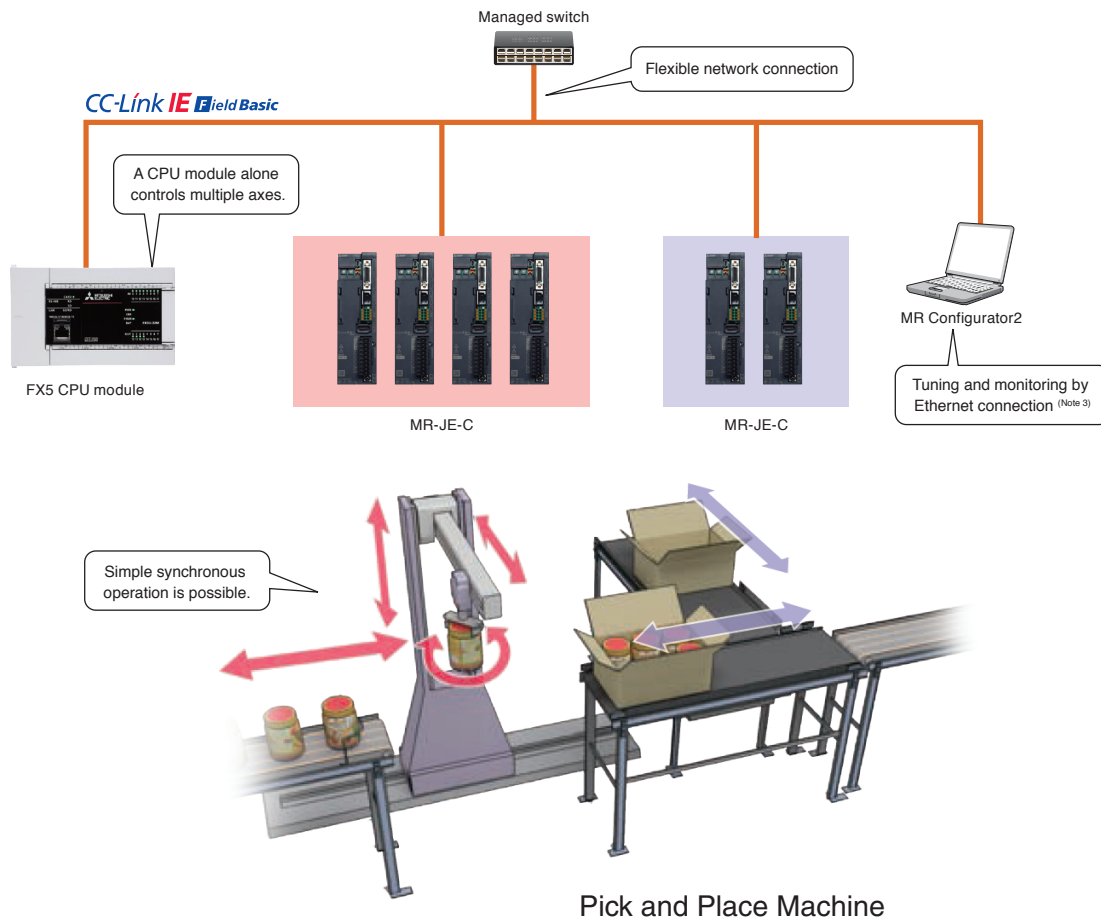 Managed switch
Flexible network connection
CC-Link IE Field Basic
A CPU module alone
controls multiple axes.
MITSUBISHI
ELECTRIC
FX5 CPU module
MR-JE-C
MR-JE-C
MR Configurator2
Tuning and monitoring by
Ethernet connection (Note 3)
Simple synchronous
operation is possible.
Pick and Place Machine